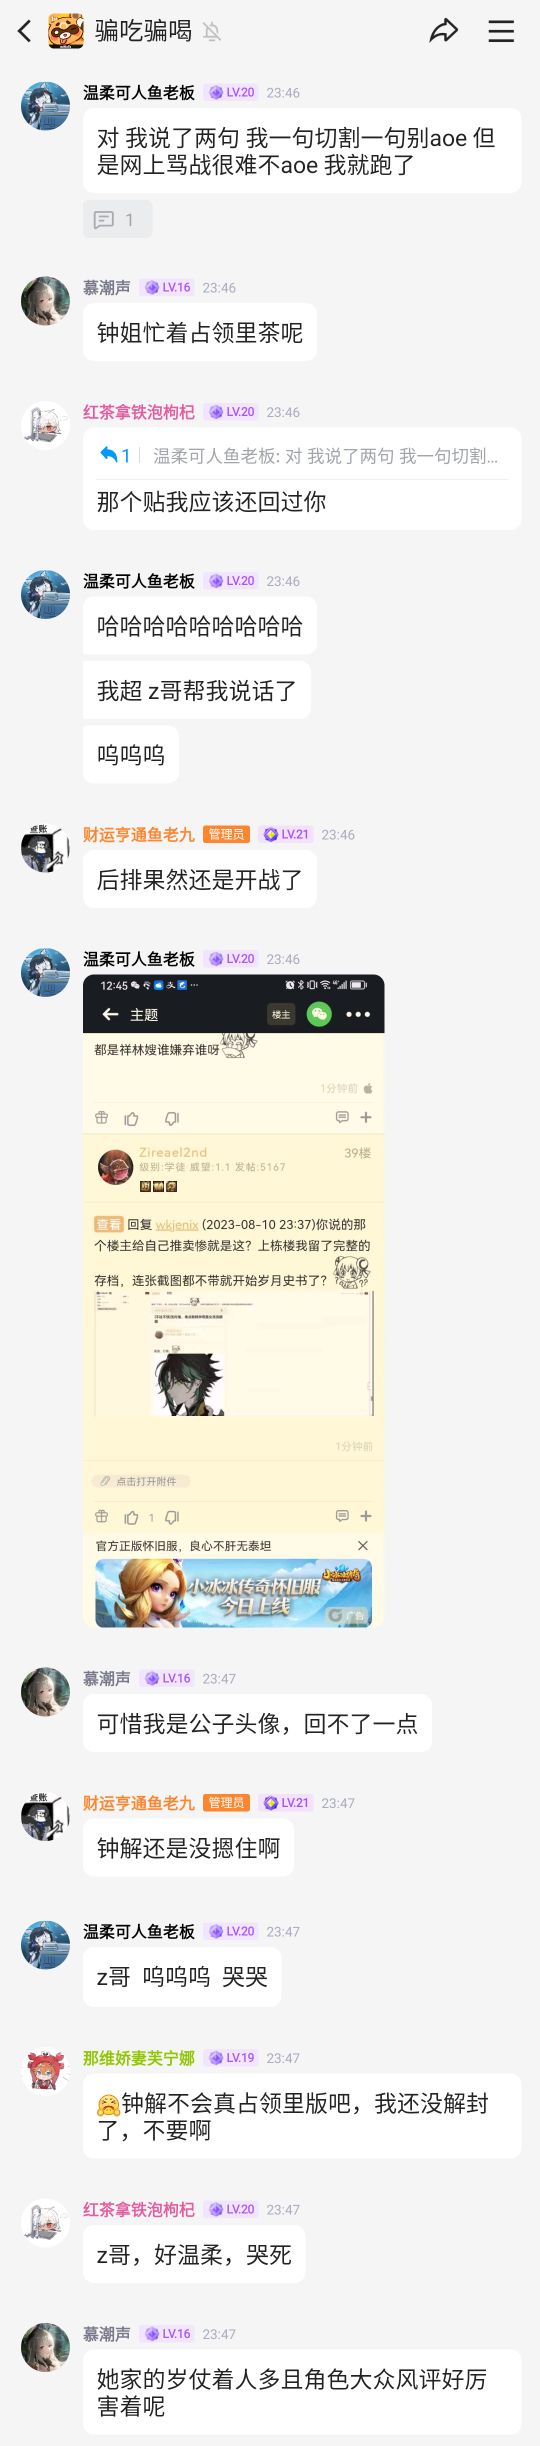 骗吃骗喝
温柔可人鱼老板 LV.20 23:46
对 我说了两句 我一句切割一句别aoe 但
是网上骂战很难不aoe 我就跑了
1
慕潮声 LV.16 23:46
钟姐忙着占领里茶呢
红茶拿铁泡枸杞 LV.20 23:46
1 温柔可人鱼老板: 对 我说了两句 我一句切割...
那个贴我应该还回过你
温柔可人鱼老板 LV.20 23:46
哈哈哈哈哈哈哈哈哈
我超 z哥帮我说话了
呜呜呜
财运亨通鱼老九 管理员 LV.21 23:46
后排果然还是开战了
温柔可人鱼老板 LV.20 23:46
12:45
主题 楼主
都是祥林嫂谁嫌弃谁呀
1分钟前
Zireael2nd 39楼
级别:学徒 威望:1.1 发帖:5167
查看 回复 wkjenix (2023-08-10 23:37)你说的那
个楼主给自己推卖惨就是这？上栋楼我留了完整的
存档，连张截图都不带就开始岁月史书了？
1分钟前
点击打开附件
1
官方正版怀旧服，良心不肝无泰坦
小冰冰传奇怀旧服
今日上线
广告
慕潮声 LV.16 23:47
可惜我是公子头像，回不了一点
财运亨通鱼老九 管理员 LV.21 23:47
钟解还是没摁住啊
温柔可人鱼老板 LV.20 23:47
z哥 呜呜呜 哭哭
那维娇妻芙宁娜 LV.19 23:47
钟解不会真占领里版吧，我还没解封
了，不要啊
红茶拿铁泡枸杞 LV.20 23:47
z哥，好温柔，哭死
慕潮声 LV.16 23:47
她家的岁仗着人多且角色大众风评好厉
害着呢